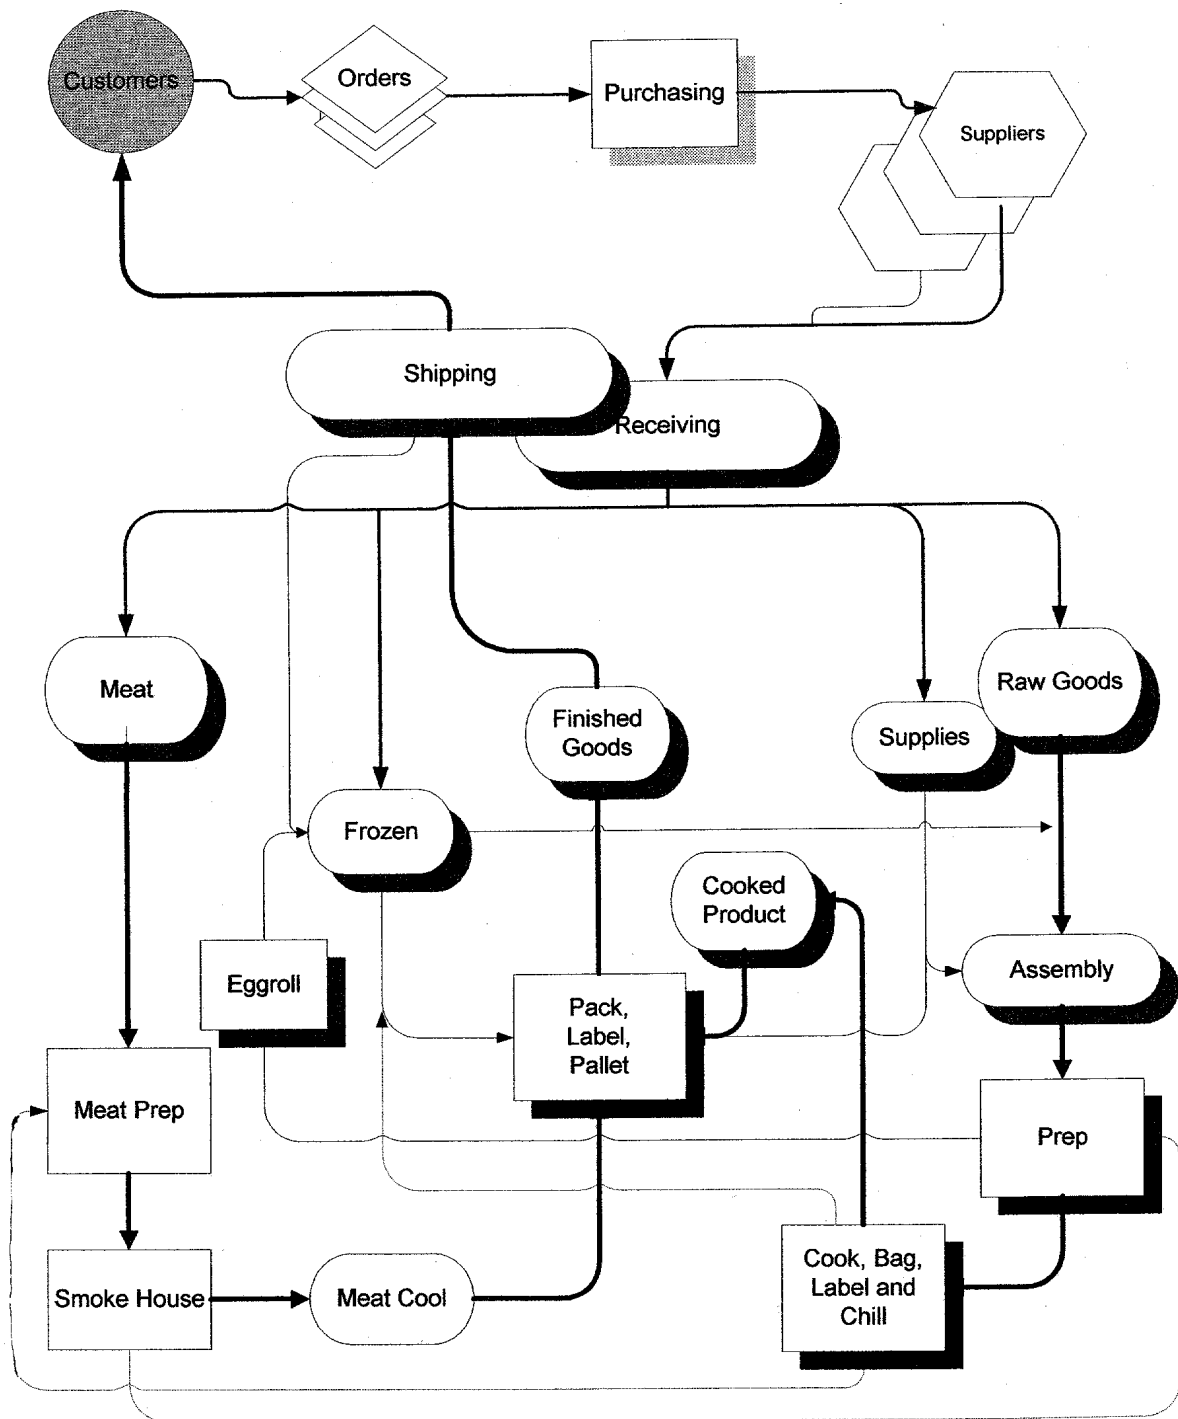 Customers
Orders
Purchasing
Suppliers
Shipping
Receiving
Meat
Finished
Goods
Supplies
Raw Goods
Frozen
Cooked
Product
Eggroll
Pack,
Label,
Pallet
Assembly
Meat Prep
Prep
Smoke House
Meat Cool
Cook, Bag,
Label and
Chill